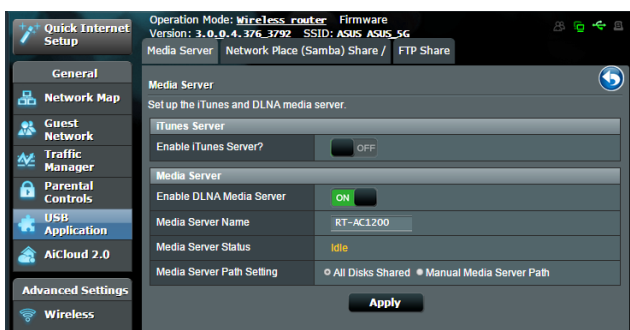 Quick Internet
Setup
Operation Mode: Wireless router Firmware
Version: 3.0.0.4.376_3792 SSID: ASUS ASUS_5G
Media Server Network Place (Samba) Share / FTP Share
General
Network Map
Guest
Network
Traffic
Manager
Parental
Controls
USB
Application
AiCloud 2.0
Advanced Settings
Wireless
Media Server
Set up the iTunes and DLNA media server.
iTunes Server
Enable iTunes Server? OFF
Media Server
Enable DLNA Media Server ON
Media Server Name RT-AC1200
Media Server Status Idle
Media Server Path Setting All Disks Shared Manual Media Server Path
Apply